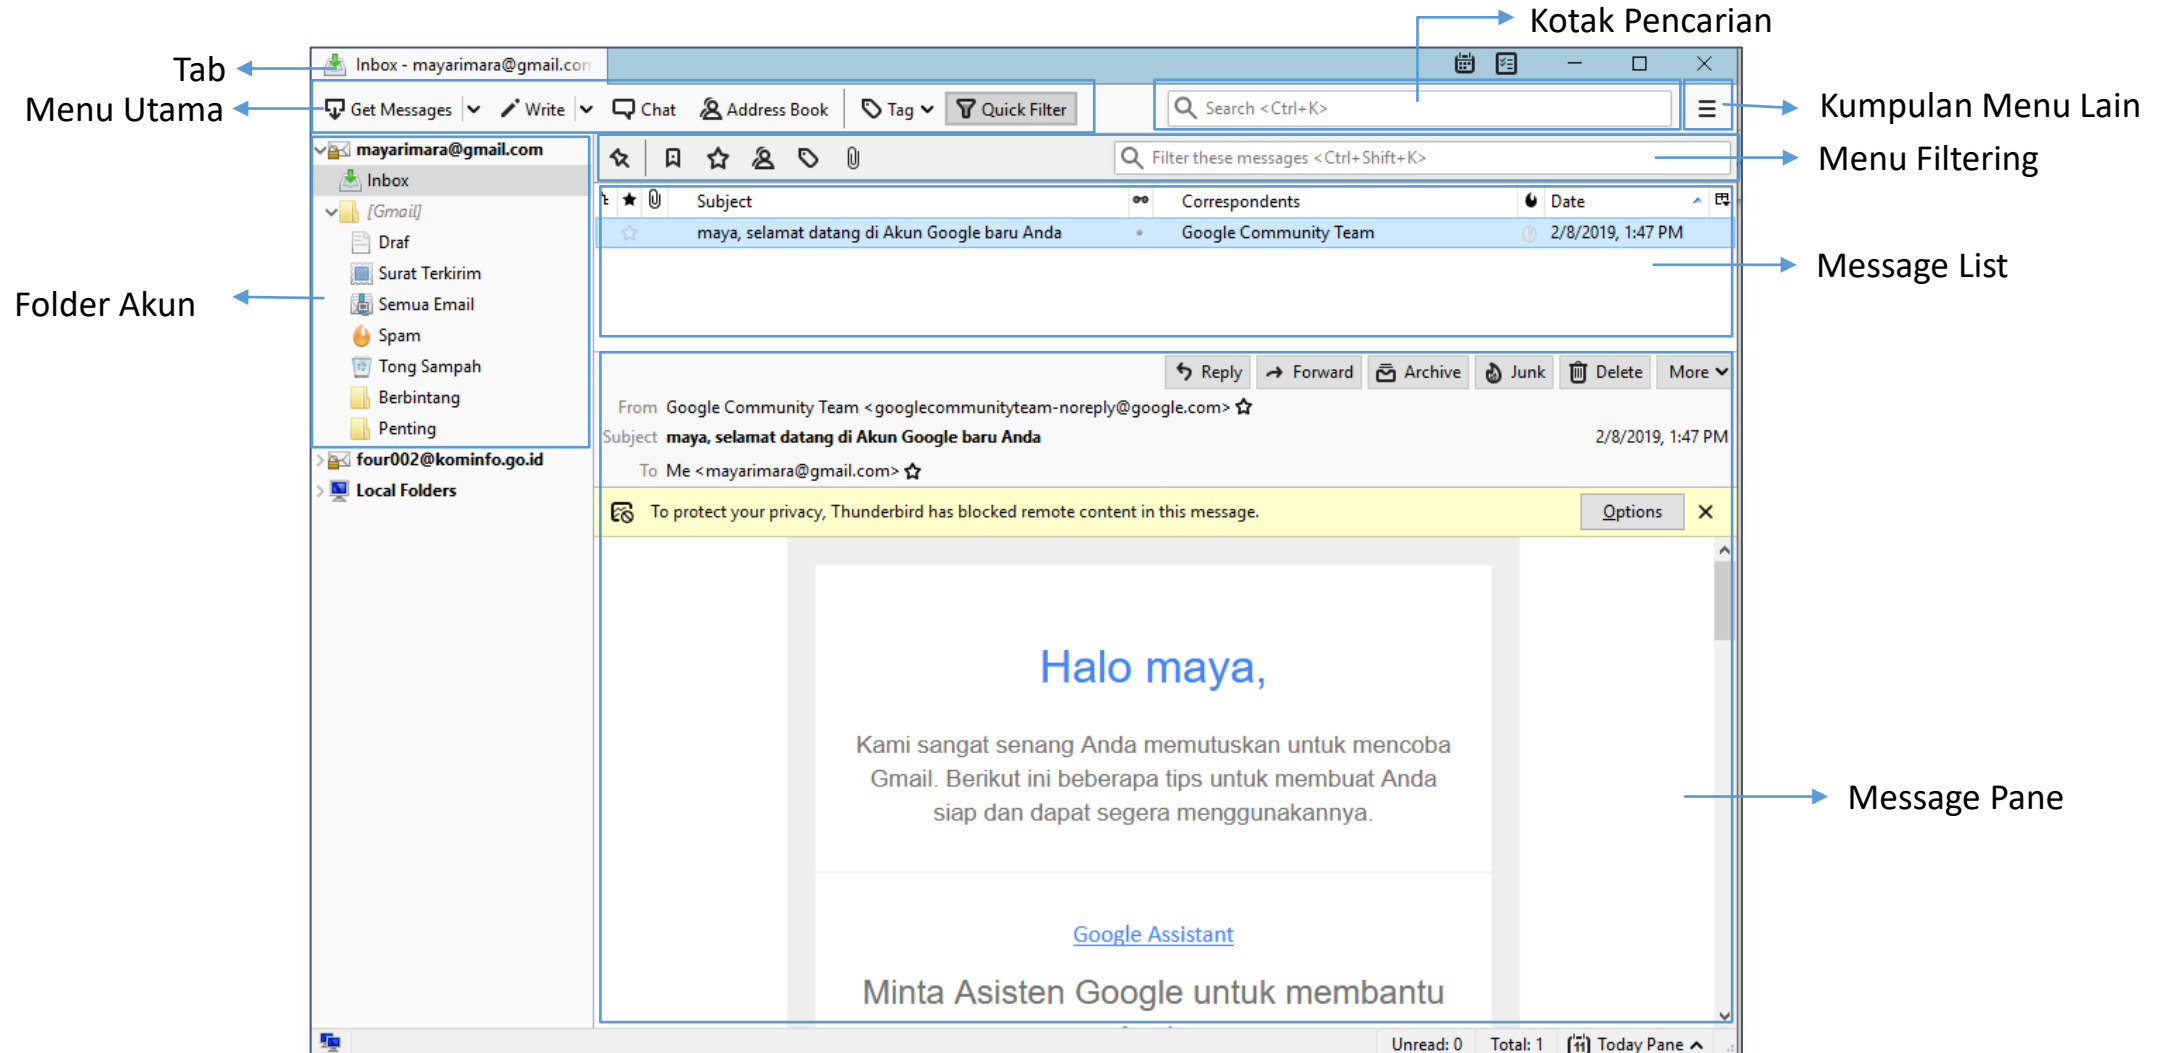 Kotak Pencarian
Tab
Inbox - mayarimara@gmail.com
Menu Utama
Get Messages Write Chat Address Book Tag Quick Filter
Search <Ctrl+K>
Kumpulan Menu Lain
mayarimara@gmail.com
Filter these messages <Ctrl+Shift+K>
Menu Filtering
Inbox
Subject Correspondents Date
[Gmail]
maya, selamat datang di Akun Google baru Anda Google Community Team 2/8/2019, 1:47 PM
Draf
Message List
Surat Terkirim
Folder Akun
Semua Email
Spam
Tong Sampah
Reply Forward Archive Junk Delete More
Berbintang
From Google Community Team <googlecommunityteam-noreply@google.com>
Penting
Subject maya, selamat datang di Akun Google baru Anda 2/8/2019, 1:47 PM
four002@kominfo.go.id
To Me <mayarimara@gmail.com>
Local Folders
To protect your privacy, Thunderbird has blocked remote content in this message. Options
Halo maya,
Kami sangat senang Anda memutuskan untuk mencoba
Gmail. Berikut ini beberapa tips untuk membuat Anda
siap dan dapat segera menggunakannya.
Message Pane
Google Assistant
Minta Asisten Google untuk membantu
Unread: 0 Total: 1 11 Today Pane